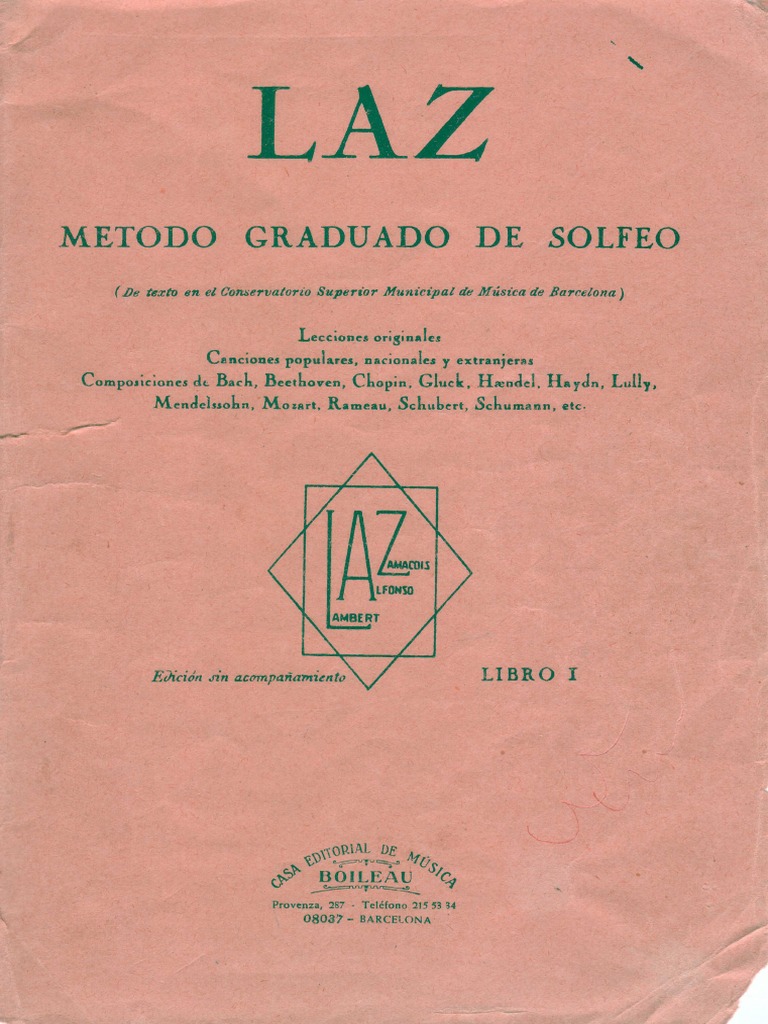 LAZ
METODO GRADUADO DE SOLFEO
(De texto en el Conservatorio Superior Municipal de Música de Barcelona)
Lecciones originales
Canciones populares, nacionales y extranjeras
Composiciones de Bach, Beethoven, Chopin, Gluck, Hændel, Haydn, Lully,
Mendelssohn, Mozart, Rameau, Schubert, Schumann, etc.
LAZ
AMACOIS
LFONSO
AMBERT
Edición sin acompañamiento
LIBRO I
CASA EDITORIAL DE MÚSICA
BOILEAU
Provenza, 287 - Teléfono 215 53 34
08037 - BARCELONA